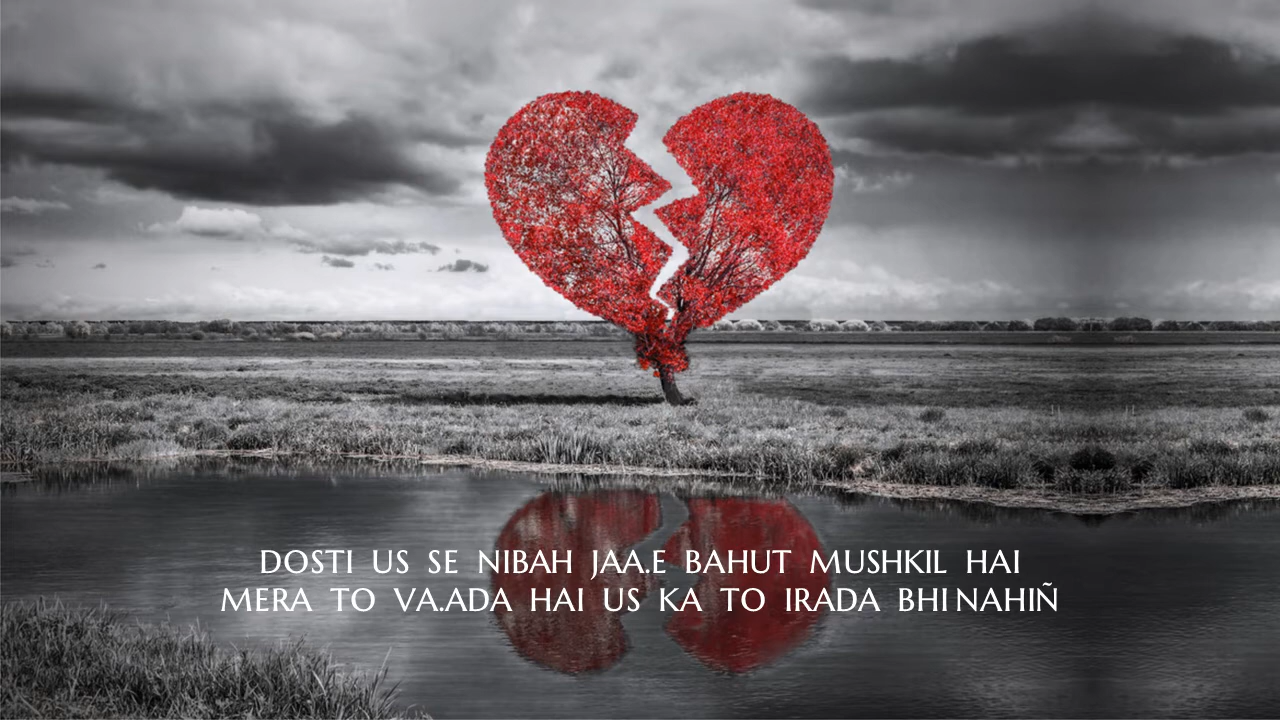 DOSTI US SE NIBAH JAA.E BAHUT MUSHKIL HAI
MERA TO VA.ADA HAI US KA TO IRADA BHI NAHIÑ